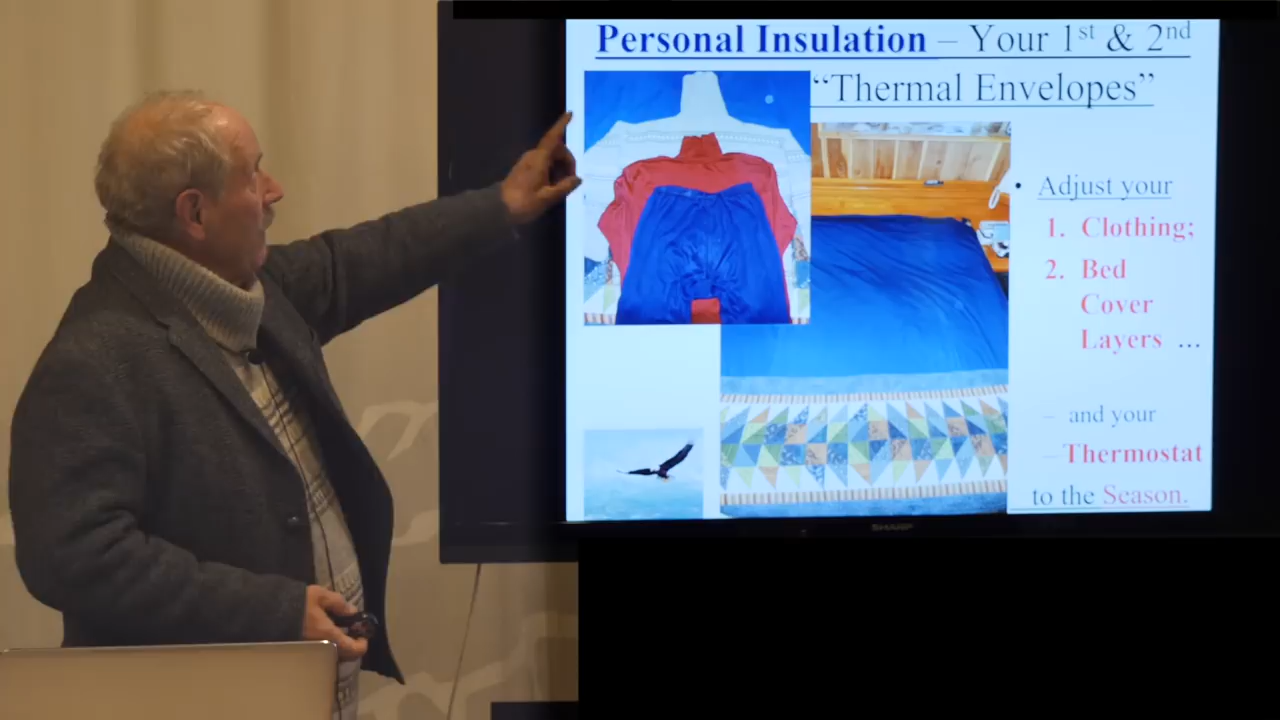 Personal Insulation – Your 1st & 2nd
“Thermal Envelopes”
• Adjust your
1. Clothing;
2. Bed
Cover
Layers ...
– and your
– Thermostat
to the Season.
SHARP